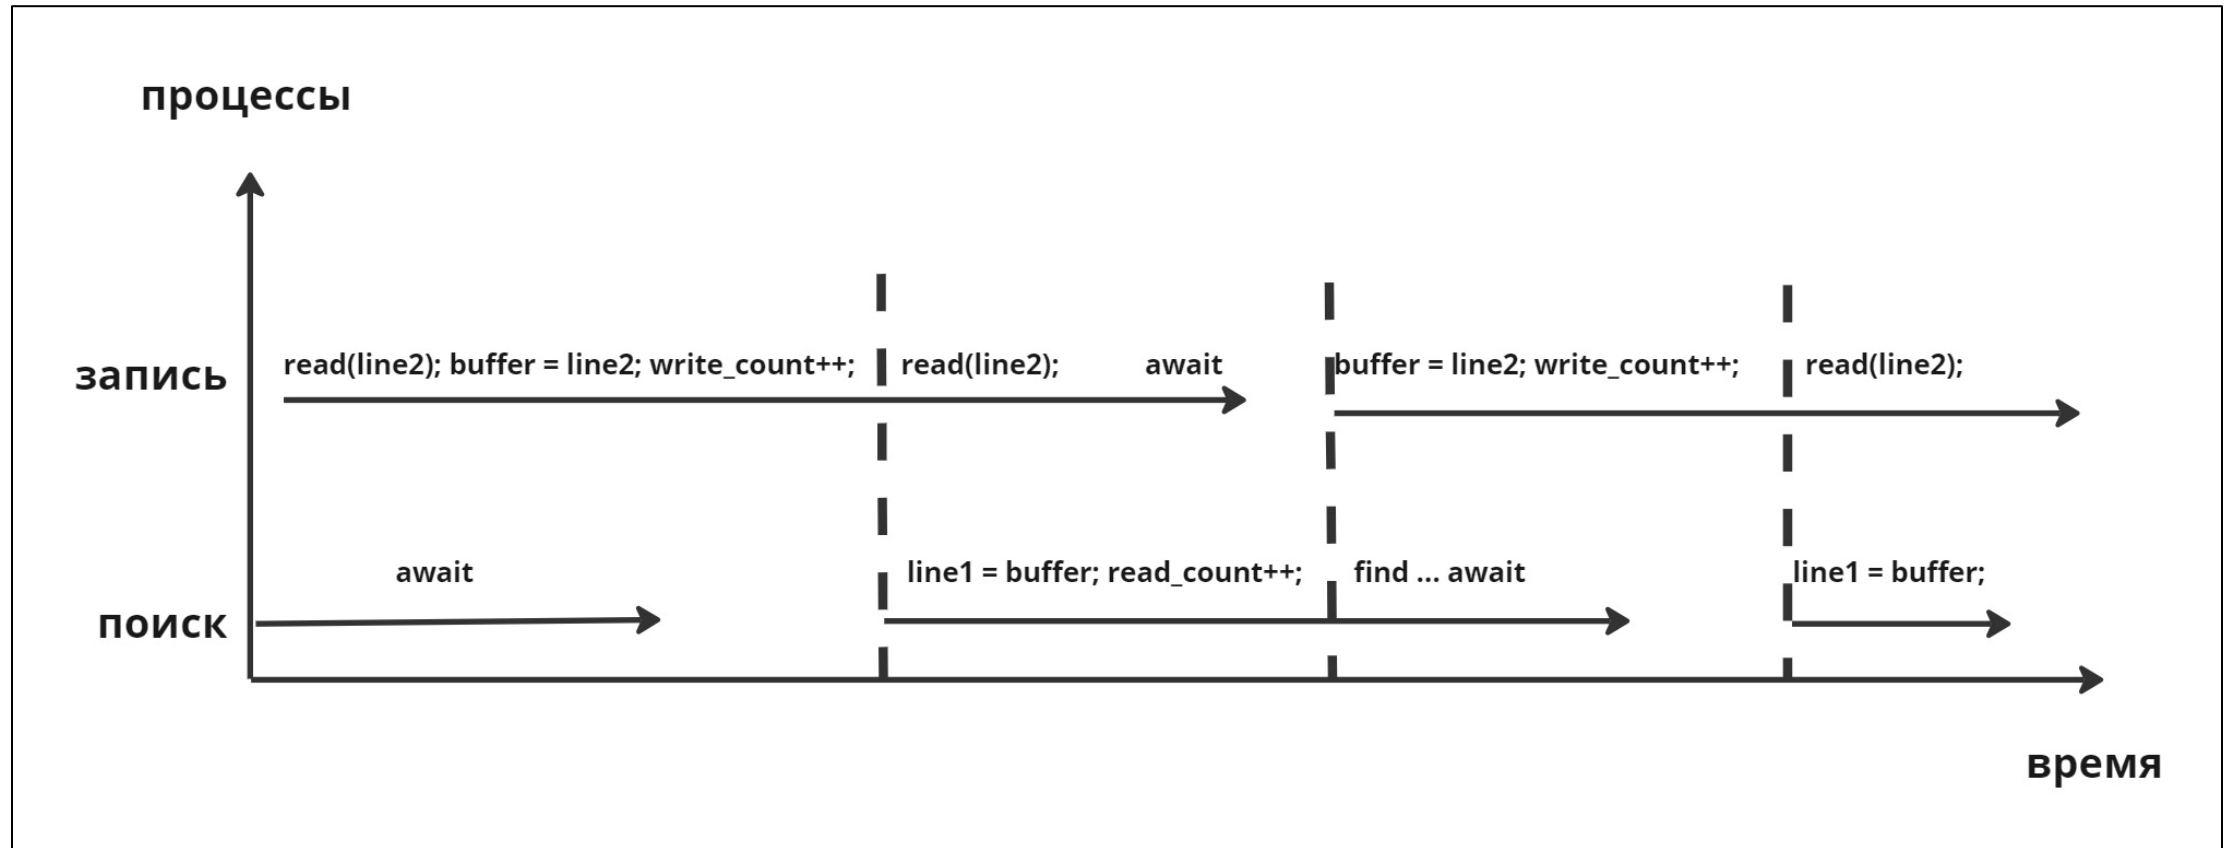 процессы
запись
read(line2); buffer = line2; write_count++;
read(line2);
await
buffer = line2; write_count++;
read(line2);
поиск
await
line1 = buffer; read_count++;
find ... await
line1 = buffer;
время